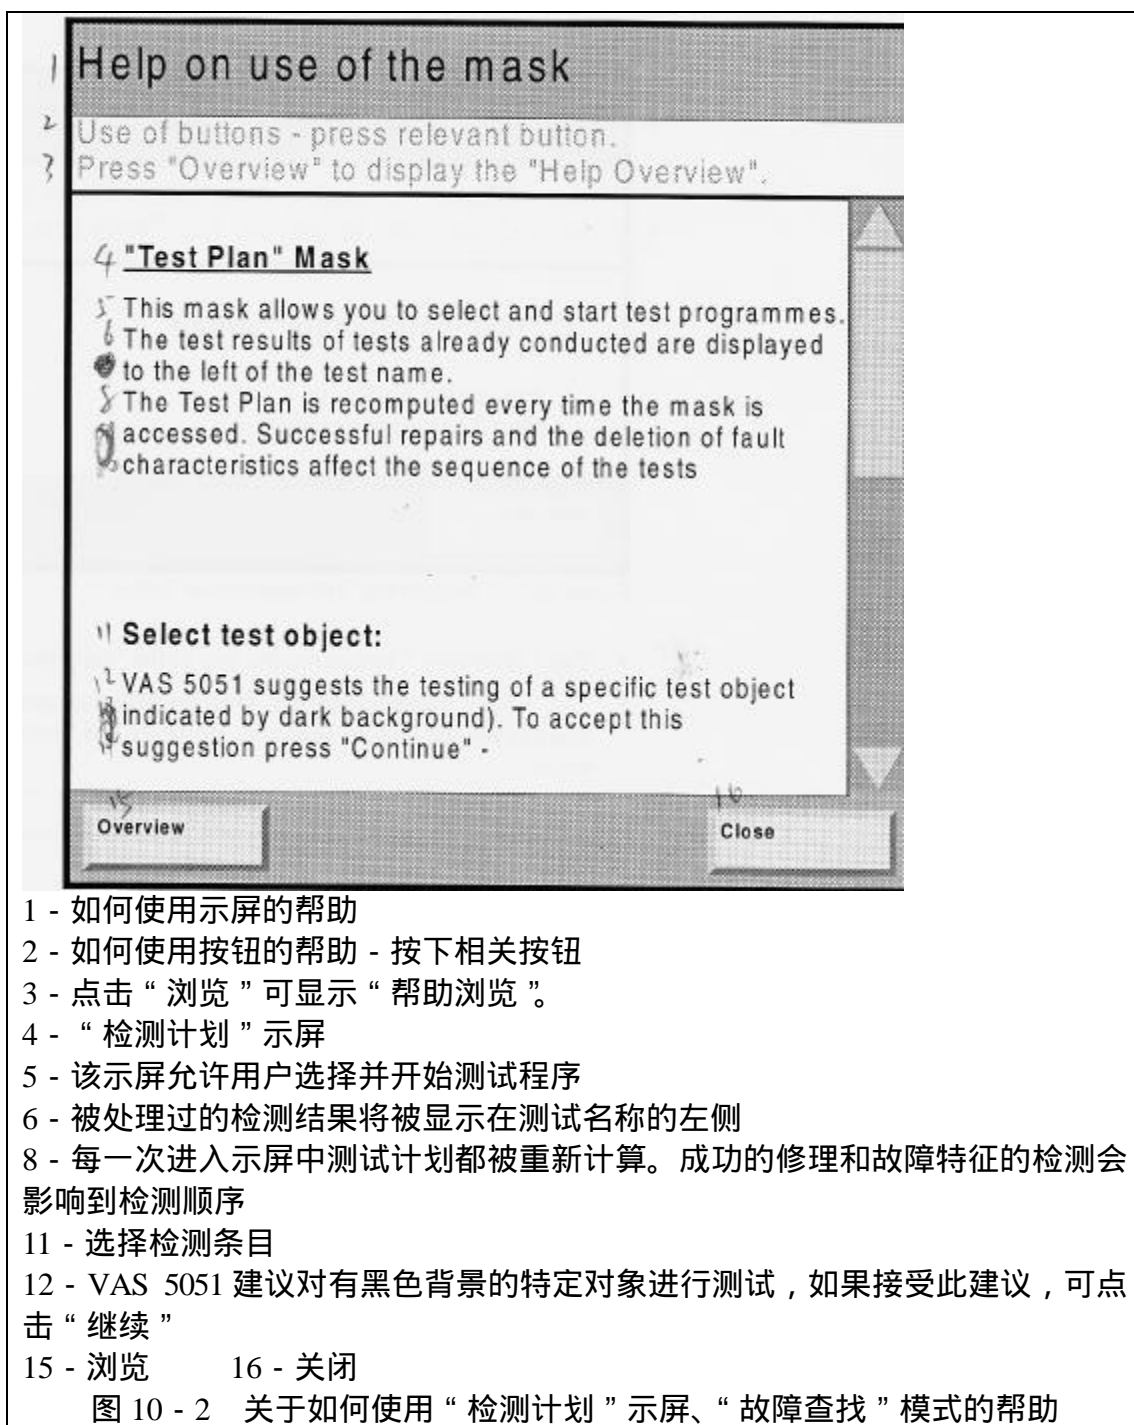 1 Help on use of the mask
2 Use of buttons - press relevant button.
3 Press "Overview" to display the "Help Overview".
4 "Test Plan" Mask
5 This mask allows you to select and start test programmes.
6 The test results of tests already conducted are displayed
to the left of the test name.
8 The Test Plan is recomputed every time the mask is
accessed. Successful repairs and the deletion of fault
characteristics affect the sequence of the tests
11 Select test object:
12 VAS 5051 suggests the testing of a specific test object
indicated by dark background). To accept this
suggestion press "Continue" -
15 16
Overview Close
1 - 如何使用示屏的帮助
2 - 如何使用按钮的帮助 - 按下相关按钮
3 - 点击“浏览”可显示“帮助浏览”。
4 - “检测计划”示屏
5 - 该示屏允许用户选择并开始测试程序
6 - 被处理过的检测结果将被显示在测试名称的左侧
8 - 每一次进入示屏中测试计划都被重新计算。成功的修理和故障特征的检测会
影响到检测顺序
11 - 选择检测条目
12 - VAS 5051 建议对有黑色背景的特定对象进行测试，如果接受此建议，可点
击“继续”
15 - 浏览 16 - 关闭
图 10 - 2 关于如何使用“检测计划”示屏、“故障查找”模式的帮助